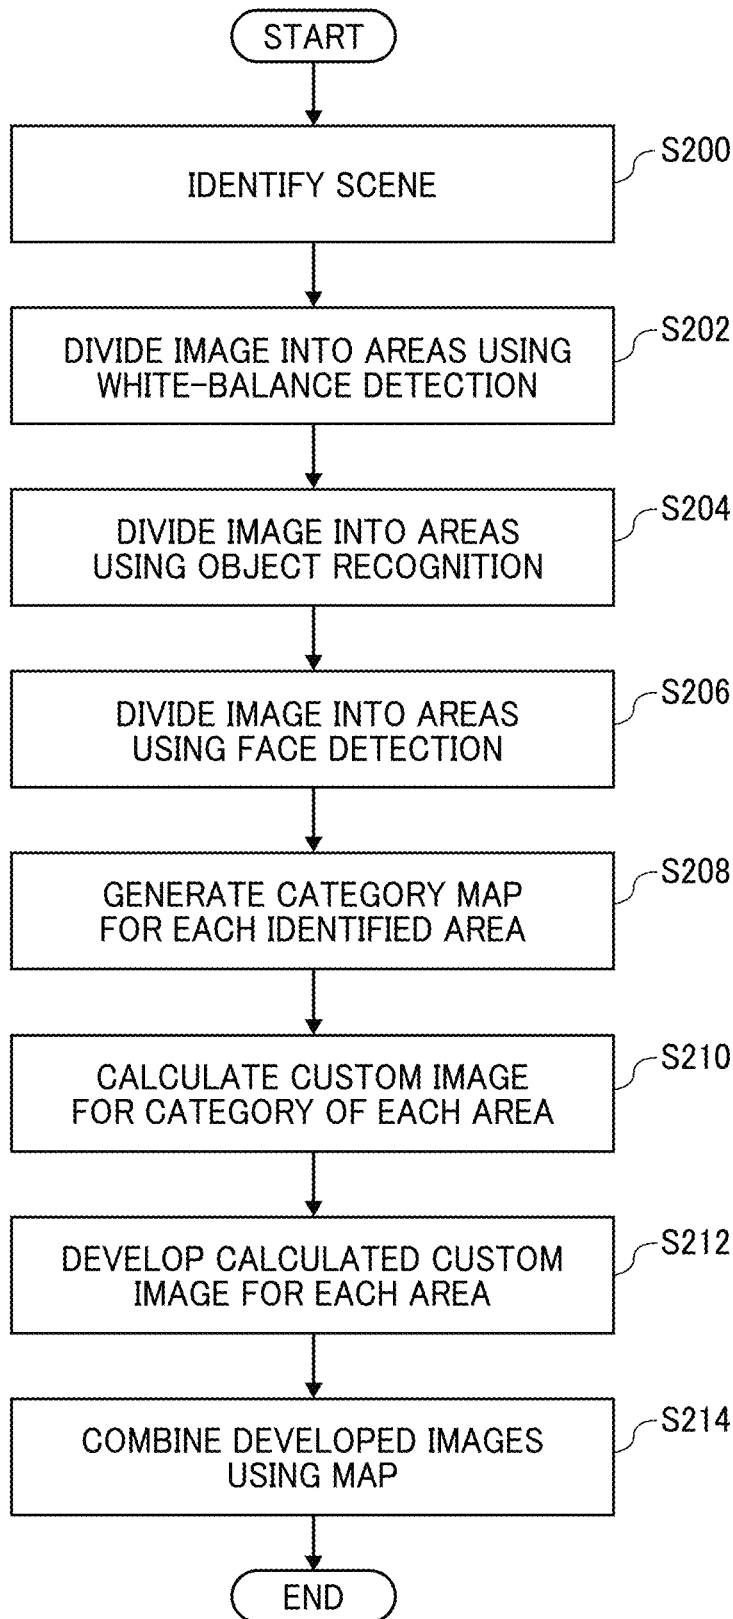 START
IDENTIFY SCENE
S200
DIVIDE IMAGE INTO AREAS USING
WHITE-BALANCE DETECTION
S202
DIVIDE IMAGE INTO AREAS
USING OBJECT RECOGNITION
S204
DIVIDE IMAGE INTO AREAS
USING FACE DETECTION
S206
GENERATE CATEGORY MAP
FOR EACH IDENTIFIED AREA
S208
CALCULATE CUSTOM IMAGE
FOR CATEGORY OF EACH AREA
S210
DEVELOP CALCULATED CUSTOM
IMAGE FOR EACH AREA
S212
COMBINE DEVELOPED IMAGES
USING MAP
S214
END